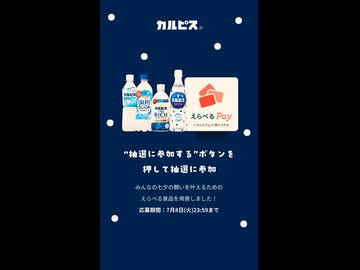 カルピス®
えらべるPay
“抽選に参加する”ボタンを
押して抽選に参加
みんなの七夕の願いを叶えるための
えらべる景品を用意しました！
応募期間：7月8日(火)23:59まで